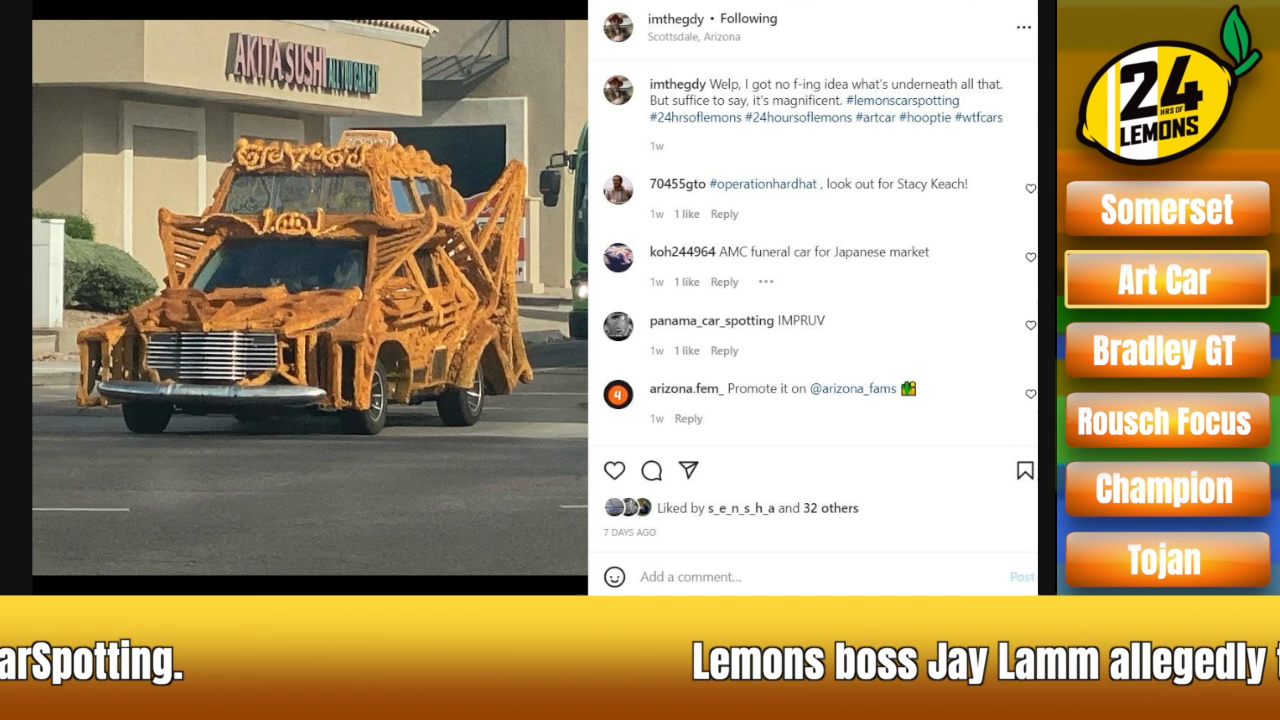 AKITA SUSHI ALL YOU CAN EAT
zoom
imthegdy • Following
Scottsdale, Arizona
imthegdy Welp, I got no f-ing idea what's underneath all that.
But suffice to say, it's magnificent. #lemonscarspotting
#24hrsoflemons #24hoursoflemons #artcar #hooptie #wtfcars
1w
70455gto #operationhardhat , look out for Stacy Keach!
1w 1 like Reply
koh244964 AMC funeral car for Japanese market
1w 1 like Reply
panama_car_spotting IMPRUV
1w 1 like Reply
arizona.fem_ Promote it on @arizona_fams
1w Reply
Liked by s_e_n_s_h_a and 32 others
7 DAYS AGO
Add a comment...
Post
24
HRS OF
LEMONS
Somerset
Art Car
Bradley GT
Rousch Focus
Champion
Tojan
arSpotting.
Lemons boss Jay Lamm allegedly